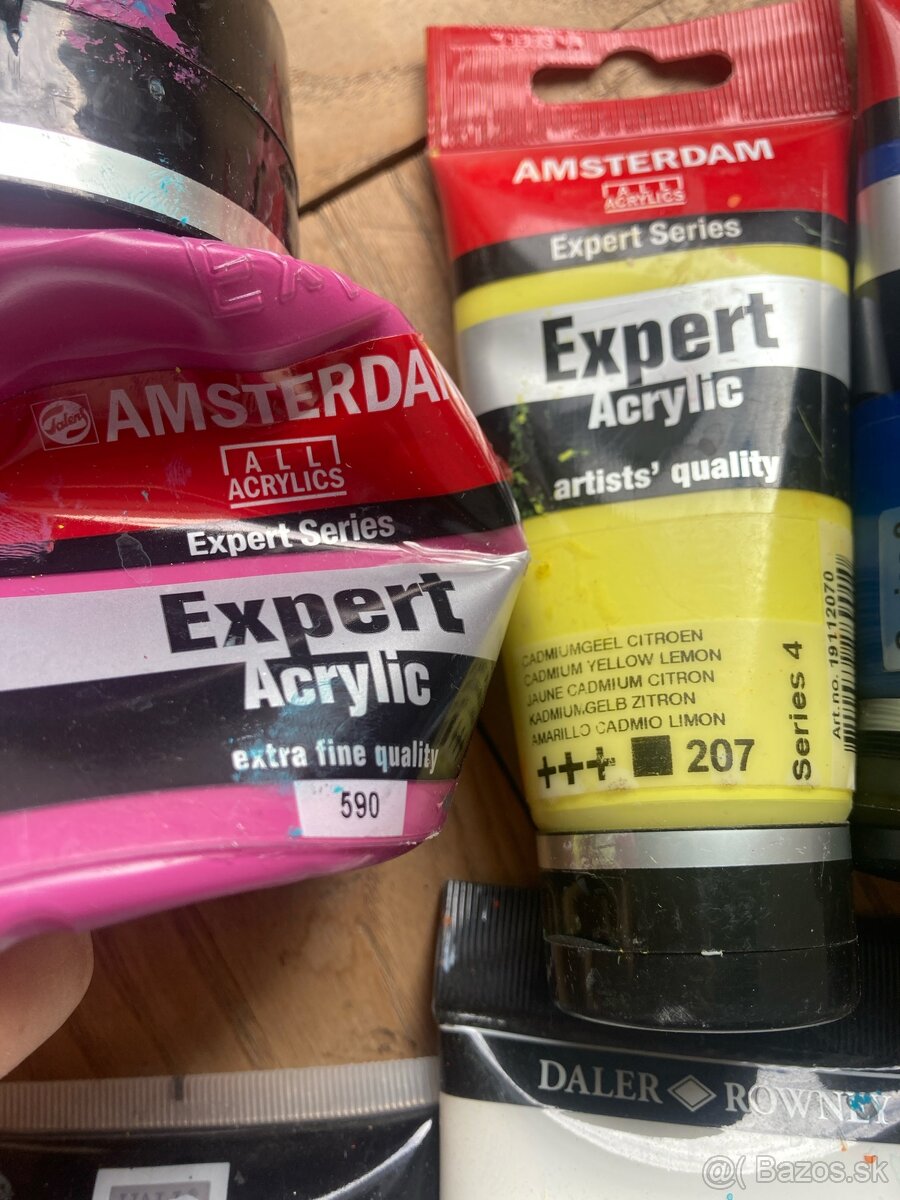 AMSTERDAM
ALL
ACRYLICS
Expert Series
Expert
Acrylic
artists' quality
CADMIUMGEEL CITROEN
CADMIUM YELLOW LEMON
JAUNE CADMIUM CITRON
KADMIUMGELB ZITRON
AMARILLO CADMIO LIMON
+++ 207
Series 4
Art.no. 19112070
Talens
AMSTERDAM
ALL
ACRYLICS
Expert Series
Expert
Acrylic
extra fine quality
590
DALER ROWNEY
@( Bazos.sk